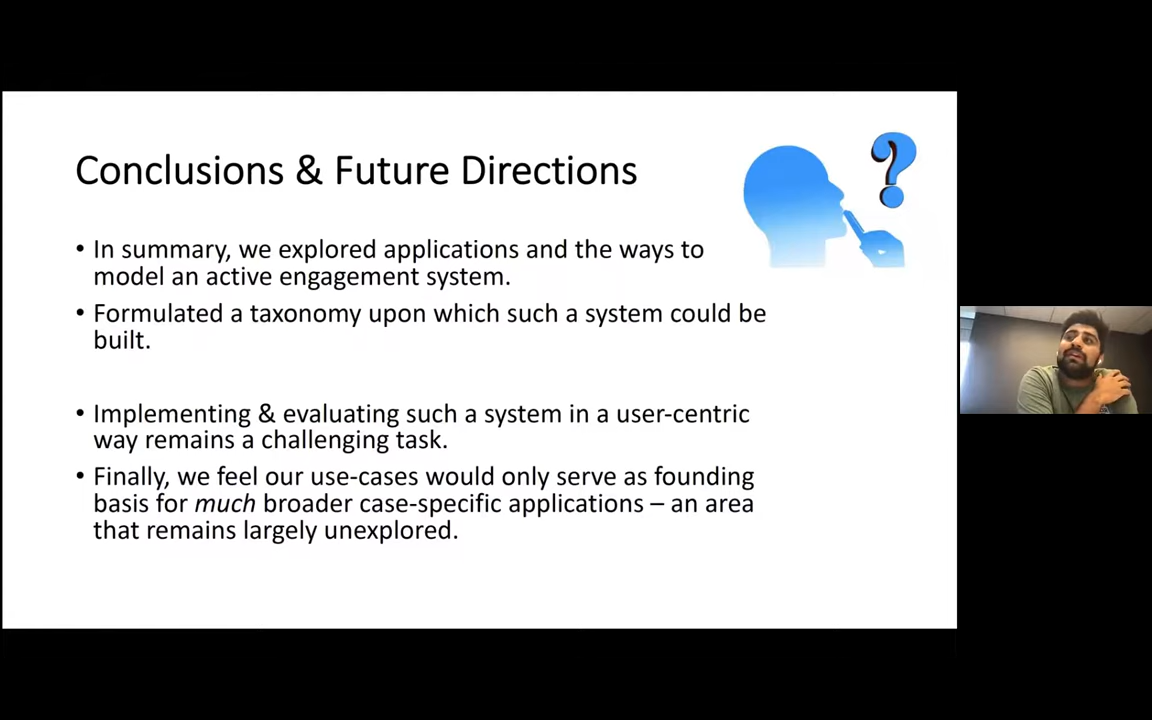 Conclusions & Future Directions
?
• In summary, we explored applications and the ways to
model an active engagement system.
• Formulated a taxonomy upon which such a system could be
built.
• Implementing & evaluating such a system in a user-centric
way remains a challenging task.
• Finally, we feel our use-cases would only serve as founding
basis for much broader case-specific applications – an area
that remains largely unexplored.